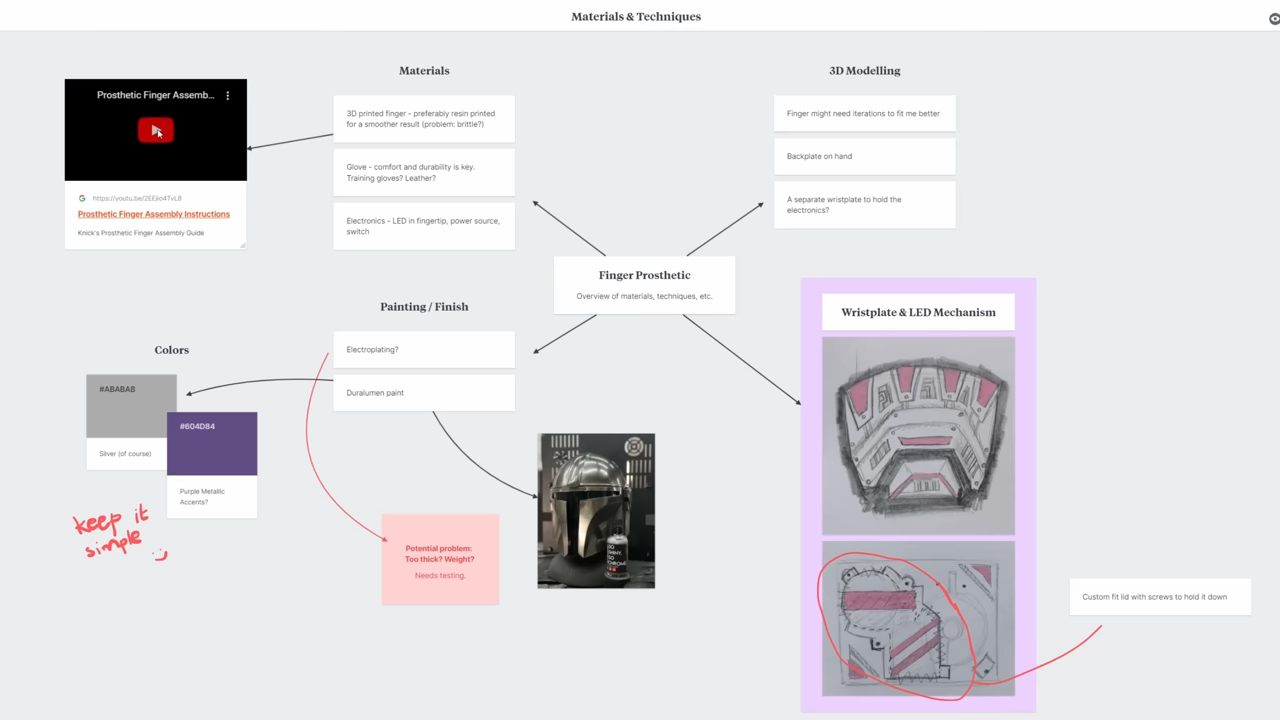 Materials & Techniques
Materials
3D Modelling
Prosthetic Finger Assemb...
3D printed finger - preferably resin printed
for a smoother result (problem: brittle?)
Glove - comfort and durability is key.
Training gloves? Leather?
Electronics - LED in fingertip, power source,
switch
Finger might need iterations to fit me better
Backplate on hand
A separate wristplate to hold the
electronics?
https://youtu.be/2EEjio4TvL8
Prosthetic Finger Assembly Instructions
Knick's Prosthetic Finger Assembly Guide
Finger Prosthetic
Overview of materials, techniques, etc.
Painting / Finish
Electroplating?
Duralumen paint
Colors
#ABABAB
Silver (of course)
#604D84
Purple Metallic
Accents?
keep it
simple
Potential problem:
Too thick? Weight?
Needs testing.
Wristplate & LED Mechanism
Custom fit lid with screws to hold it down